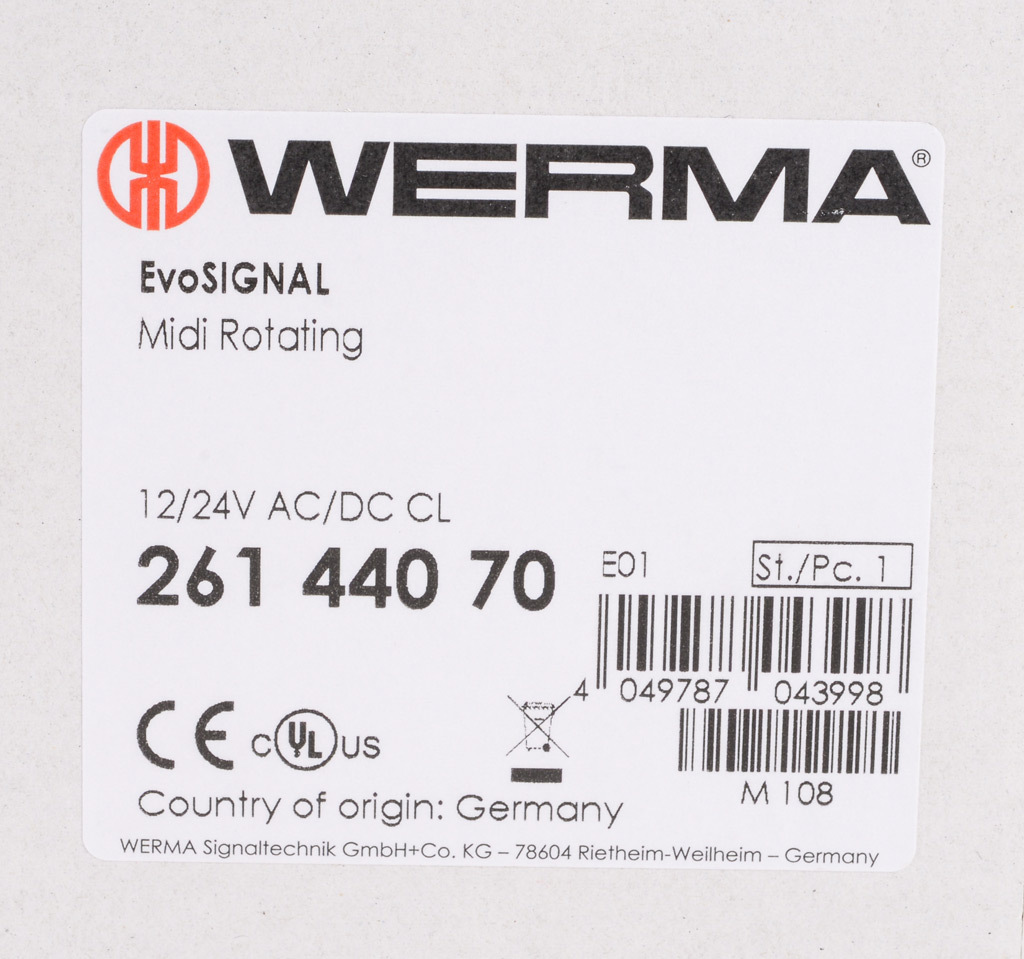 WERMA®
EvoSIGNAL
Midi Rotating
12/24V AC/DC CL
261 440 70
E01
St./Pc. 1
4 049787 043998
CE c UL us
M 108
Country of origin: Germany
WERMA Signaltechnik GmbH+Co. KG – 78604 Rietheim-Weilheim – Germany